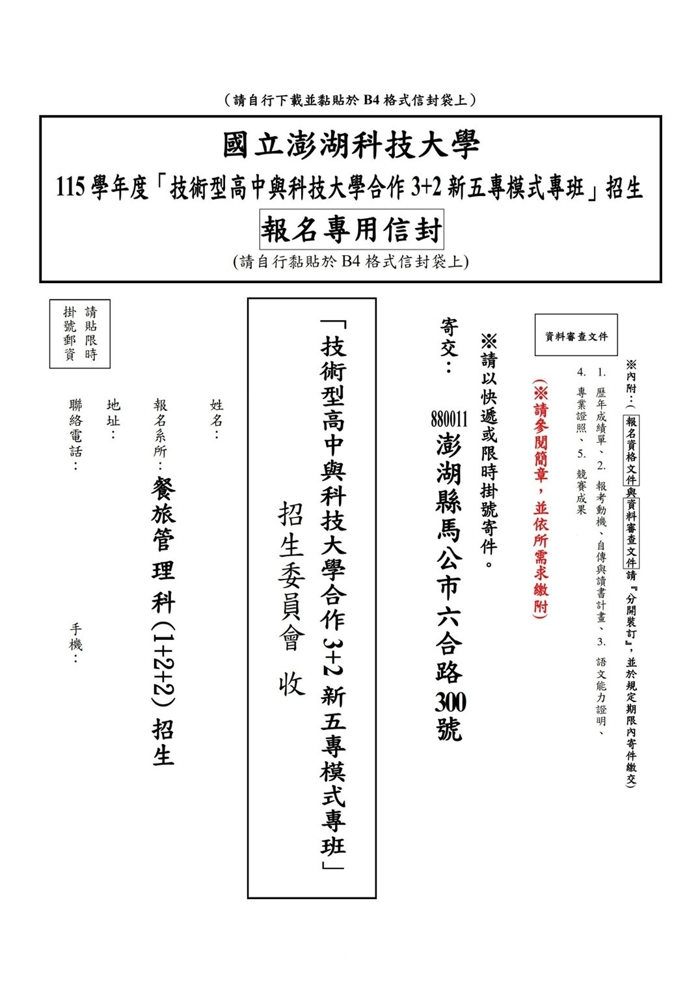 （請自行下載並黏貼於 B4 格式信封袋上）
國立澎湖科技大學
115 學年度「技術型高中與科技大學合作 3+2 新五專模式專班」招生
報名專用信封
(請自行黏貼於 B4 格式信封袋上)
※內附：（報名資格文件與資料審查文件請『分開裝訂』，並於規定期限內寄件繳交)
資料審查文件
1. 歷年成績單、2. 報考動機、自傳與讀書計畫、3. 語文能力證明、
4. 專業證照、5. 競賽成果
(※請參閱簡章，並依所需求繳附)
※請以快遞或限時掛號寄件。
寄交：
880011
澎湖縣馬公市六合路300號
「技術型高中與科技大學合作 3+2 新五專模式專班」
招生委員會 收
姓名：
報名系所：餐旅管理科(1+2+2)招生
地址：
聯絡電話：
手機：
請貼限時
掛號郵資